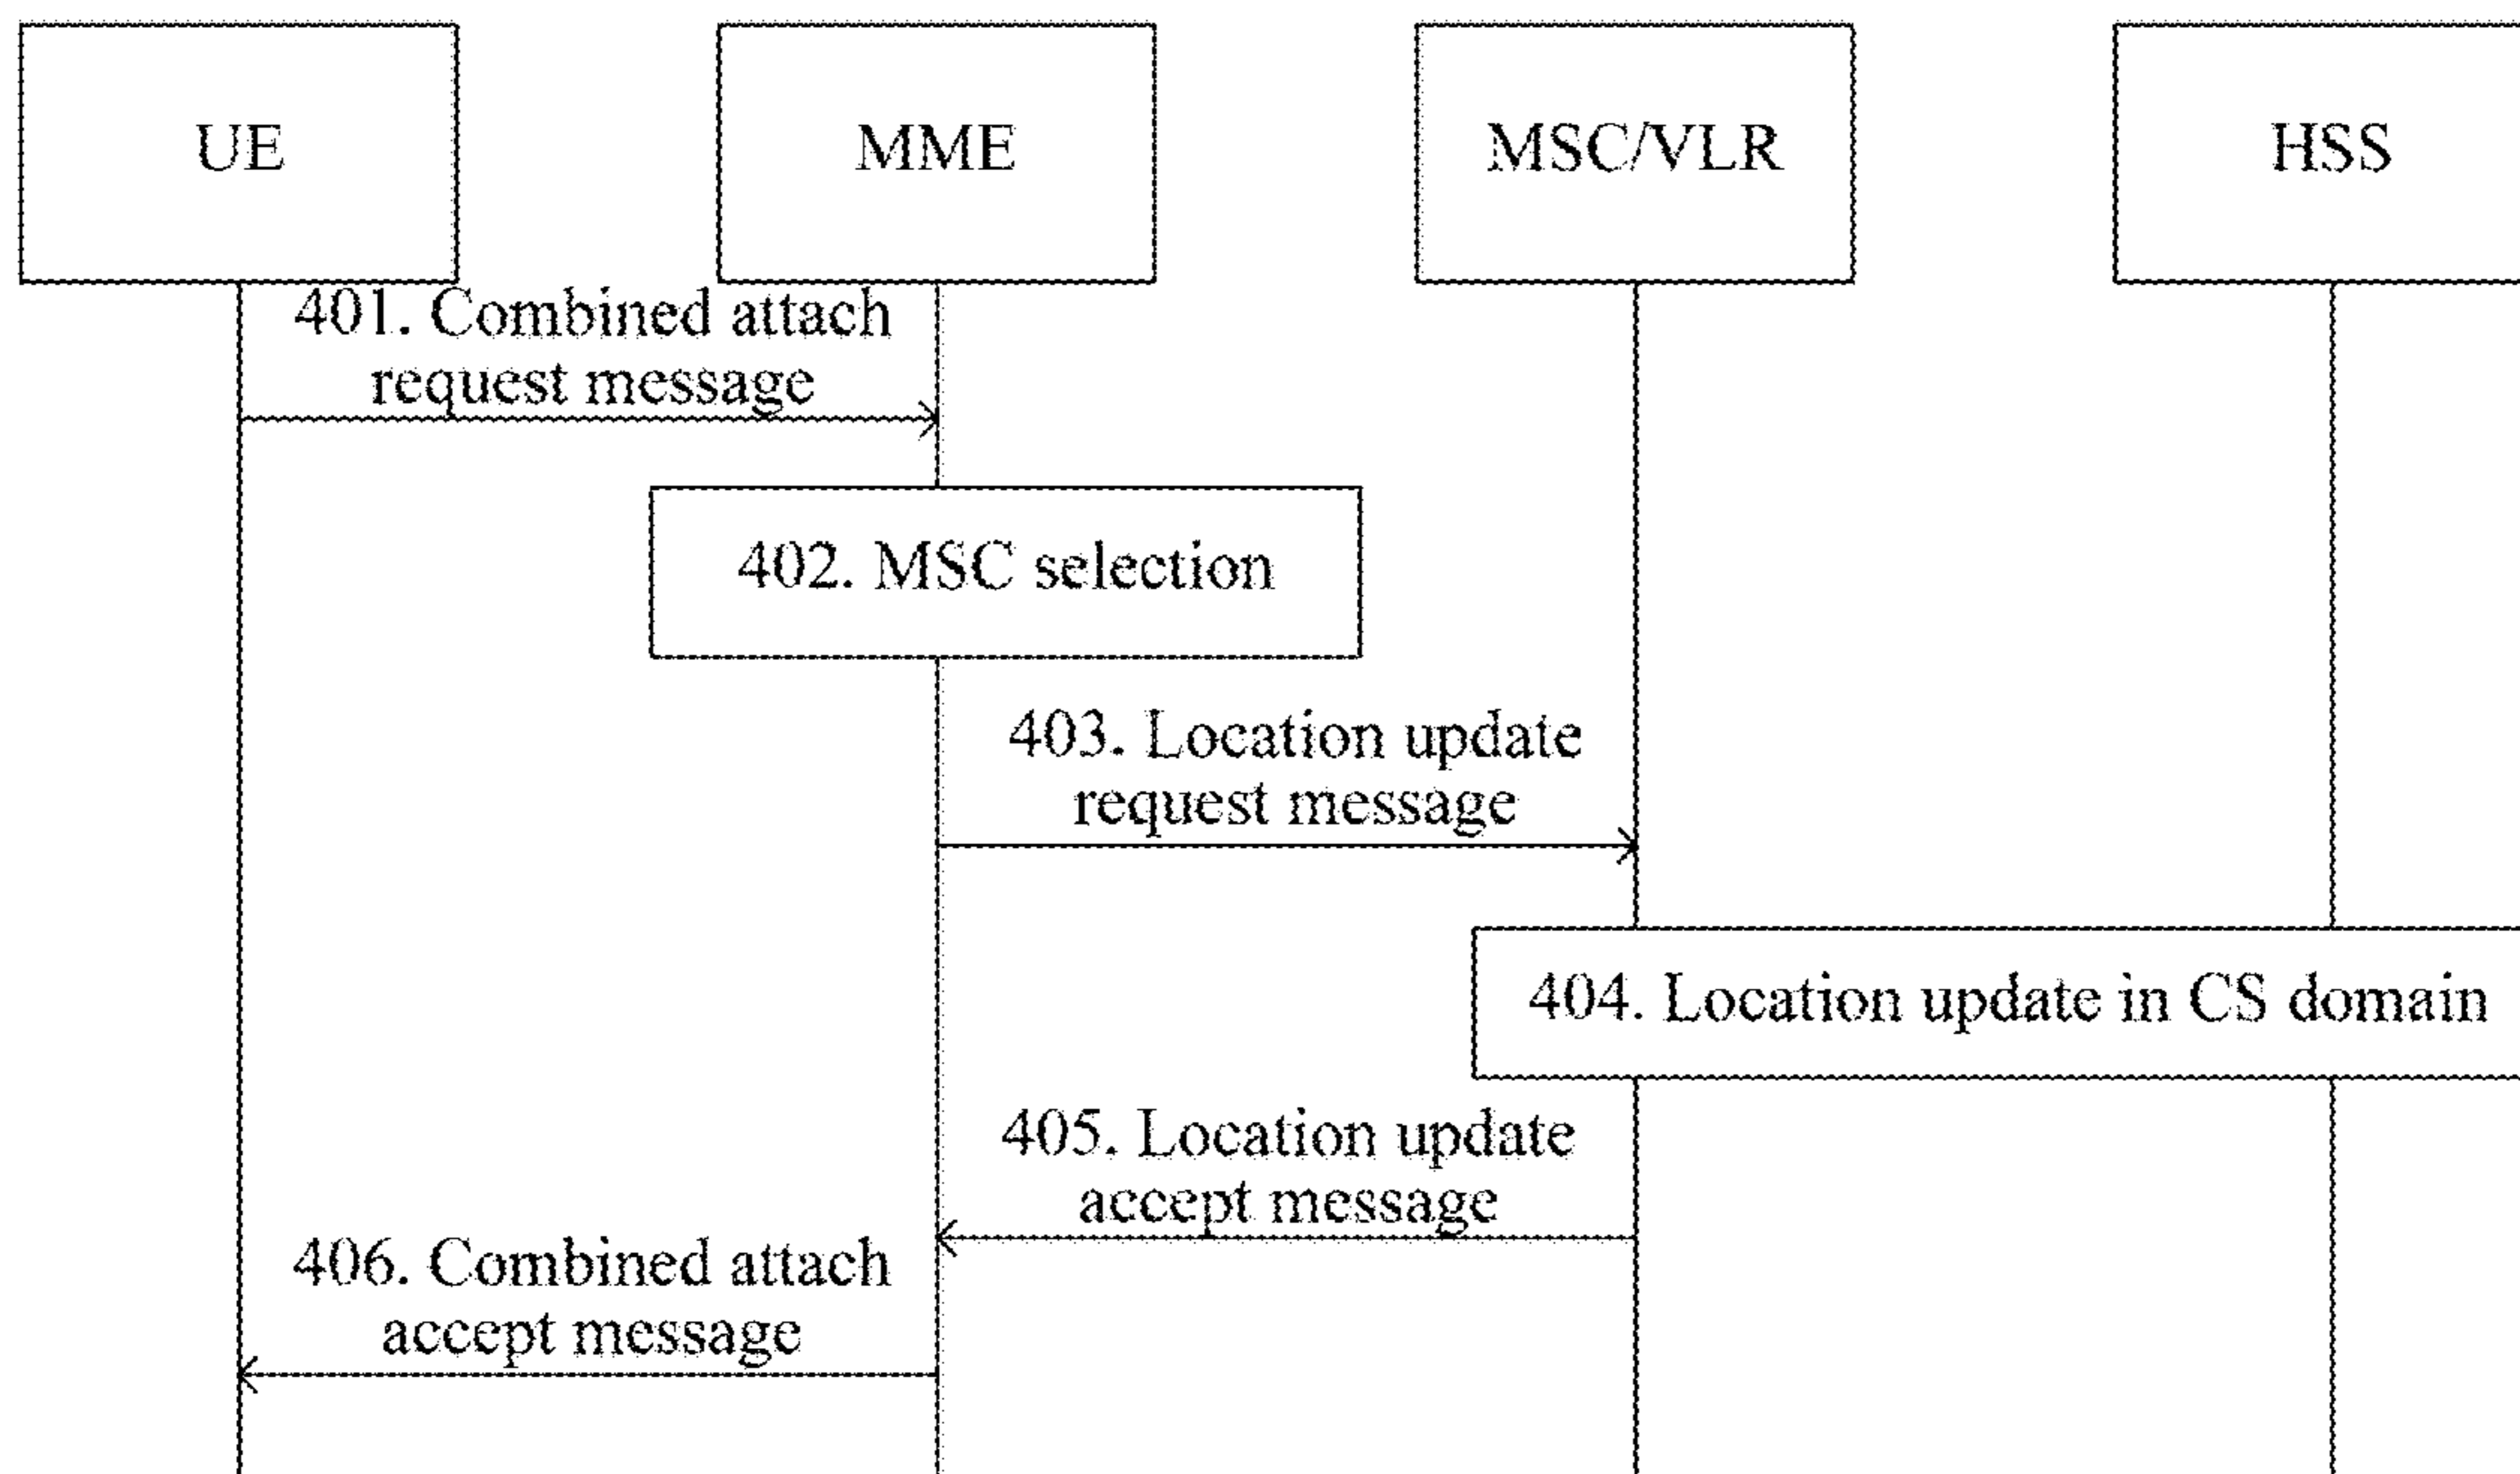 UE
MME
MSC/VLR
HSS
401. Combined attach
request message
402. MSC selection
403. Location update
request message
404. Location update in CS domain
405. Location update
accept message
406. Combined attach
accept message